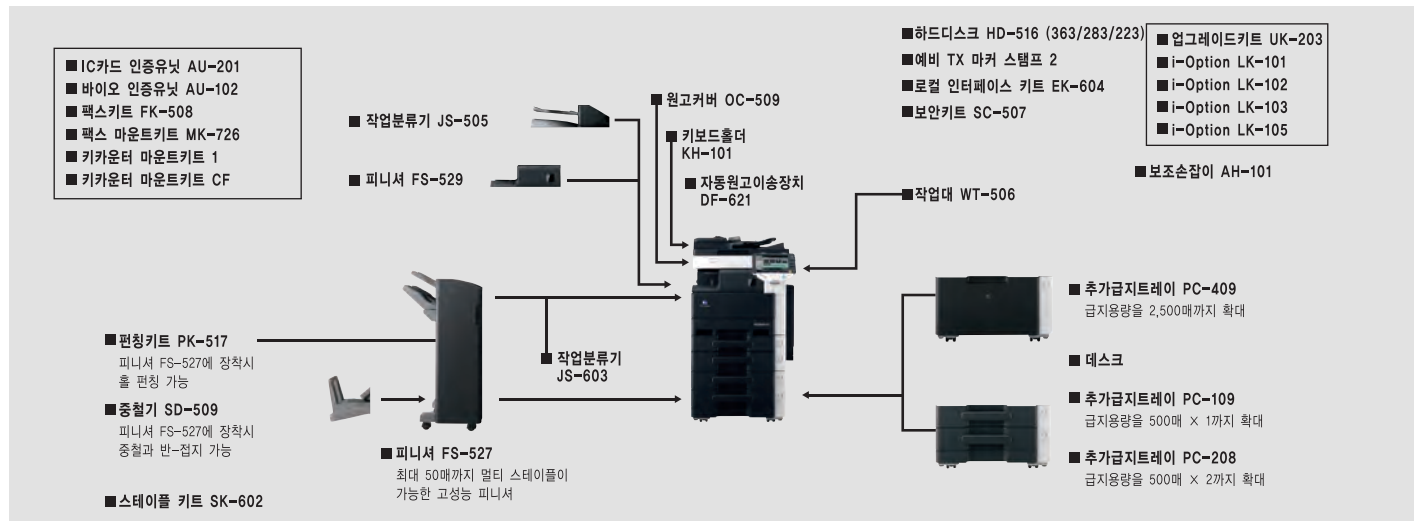 ■IC카드 인증유닛 AU-201
■바이오 인증유닛 AU-102
■팩스키트 FK-508
■팩스 마운트키트 MK-726
■키카운터 마운트키트 1
■키카운터 마운트키트 CF
■ 작업분류기 JS-505
■ 피니셔 FS-529
■ 원고커버 OC-509
■ 키보드홀더
KH-101
■ 자동원고이송장치
DF-621
■하드디스크 HD-516 (363/283/223)
■예비 TX 마커 스탬프 2
■로컬 인터페이스 키트 EK-604
■보안키트 SC-507
■업그레이드키트 UK-203
■i-Option LK-101
■i-Option LK-102
■i-Option LK-103
■i-Option LK-105
■보조손잡이 AH-101
■작업대 WT-506
■펀칭키트 PK-517
피니셔 FS-527에 장착시
홀 펀칭 가능
■중철기 SD-509
피니셔 FS-527에 장착시
중철과 반-접지 가능
■스테이플 키트 SK-602
■ 작업분류기
JS-603
■ 피니셔 FS-527
최대 50매까지 멀티 스테이플이
가능한 고성능 피니셔
■ 추가급지트레이 PC-409
급지용량을 2,500매까지 확대
■ 데스크
■ 추가급지트레이 PC-109
급지용량을 500매 × 1까지 확대
■ 추가급지트레이 PC-208
급지용량을 500매 × 2까지 확대